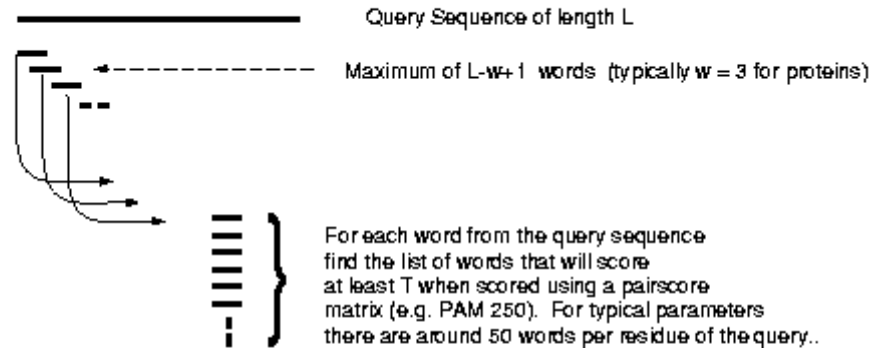 Query Sequence of length L
Maximum of L-w+1 words (typically w = 3 for proteins)
For each word from the query sequence
find the list of words that will score
at least T when scored using a pairscore
matrix (e.g. PAM 250). For typical parameters
there are around 50 words per residue of the query..